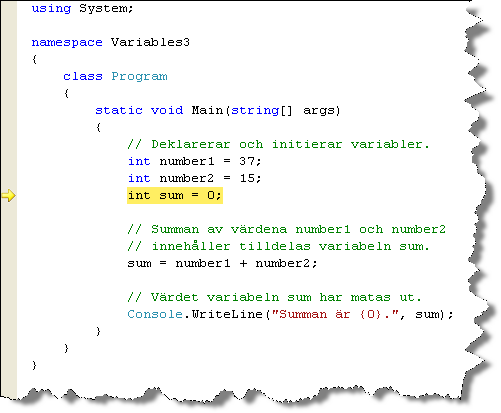 using System;

namespace Variables3
{
    class Program
    {
        static void Main(string[] args)
        {
            // Deklarerar och initierar variabler.
            int number1 = 37;
            int number2 = 15;
            int sum = 0;

            // Summan av värdena number1 och number2
            // innehåller tilldelas variabeln sum.
            sum = number1 + number2;

            // Värdet variabeln sum har matas ut.
            Console.WriteLine("Summan är {0}.", sum);
        }
    }
}